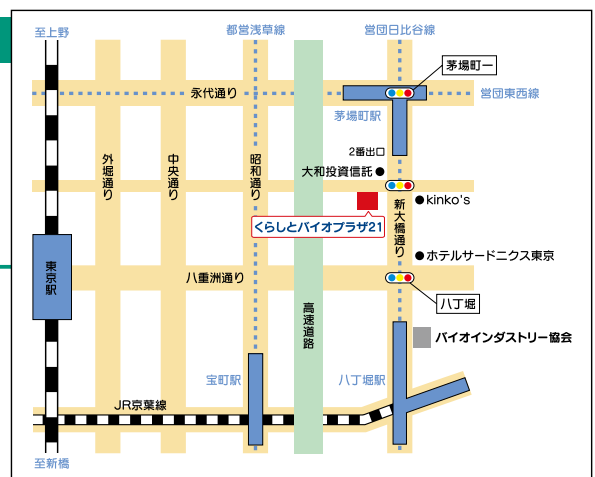 至上野
都営浅草線
営団日比谷線
茅場町一
永代通り
営団東西線
茅場町駅
2番出口
大和投資信託
外堀通り
中央通り
昭和通り
kinko's
新大橋通り
くらしとバイオプラザ21
ホテルサードニクス東京
東京駅
八重洲通り
八丁堀
高速道路
バイオインダストリー協会
宝町駅
八丁堀駅
JR京葉線
至新橋